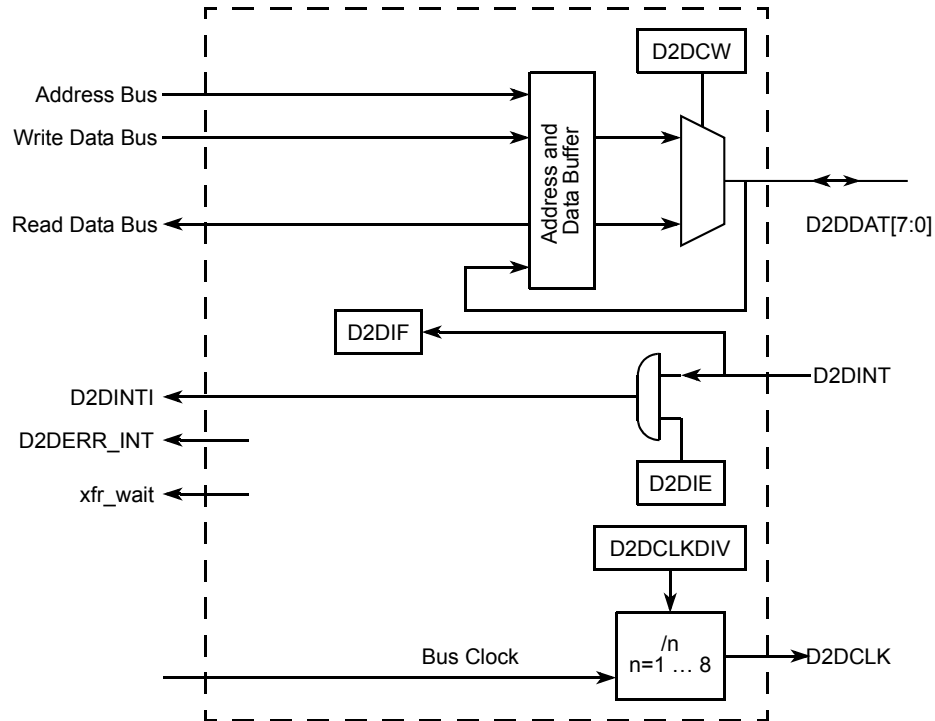 D2DCW
Address Bus
Write Data Bus
Address and
Data Buffer
Read Data Bus
D2DDAT[7:0]
D2DIF
D2DINT
D2DINTI
D2DERR_INT
D2DIE
xfr_wait
D2DCLKDIV
/n
n=1 … 8
Bus Clock
D2DCLK